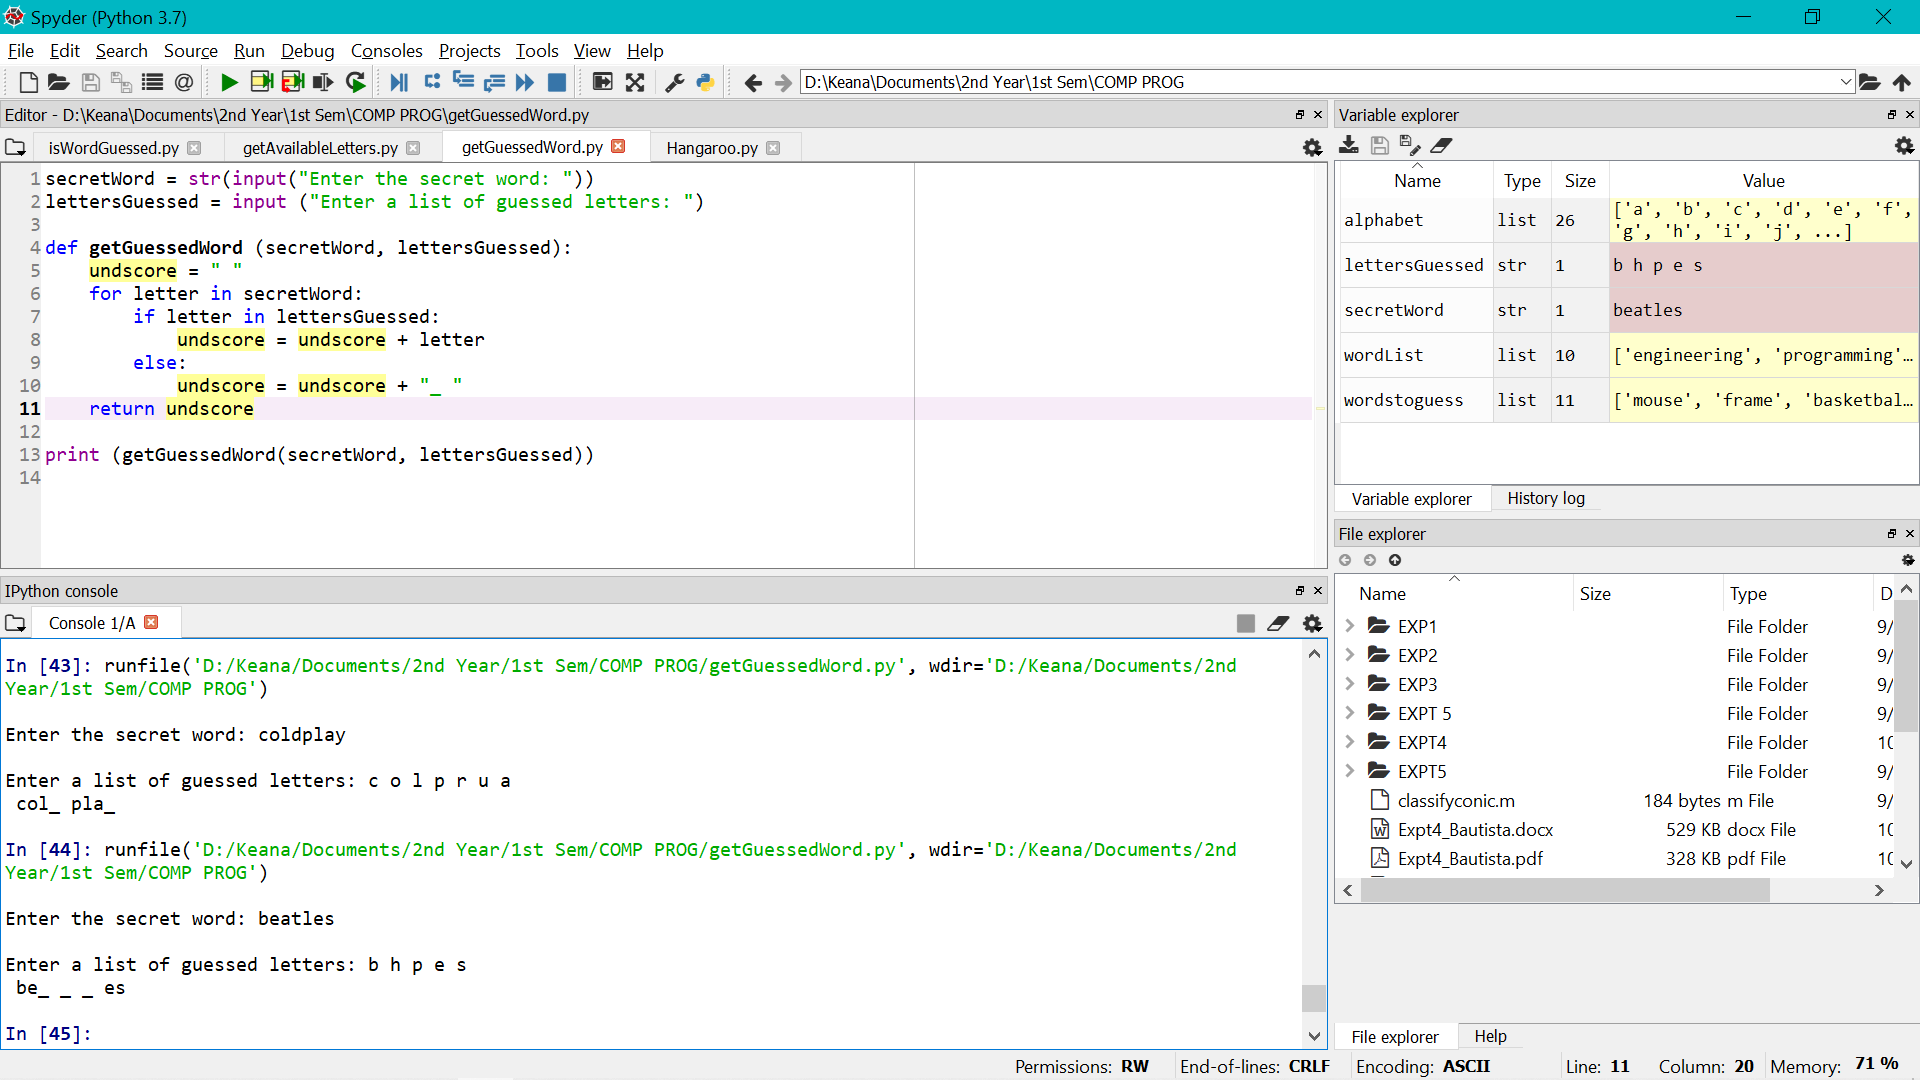 Spyder (Python 3.7)
File Edit Search Source Run Debug Consoles Projects Tools View Help
D:\Keana\Documents\2nd Year\1st Sem\COMP PROG
Editor - D:\Keana\Documents\2nd Year\1st Sem\COMP PROG\getGuessedWord.py
isWordGuessed.py getAvailableLetters.py getGuessedWord.py Hangaroo.py
1 secretWord = str(input("Enter the secret word: "))
2 lettersGuessed = input ("Enter a list of guessed letters: ")
3
4 def getGuessedWord (secretWord, lettersGuessed):
5     undscore = " "
6     for letter in secretWord:
7         if letter in lettersGuessed:
8             undscore = undscore + letter
9         else:
10             undscore = undscore + "_ "
11     return undscore
12
13 print (getGuessedWord(secretWord, lettersGuessed))
14
IPython console
Console 1/A
In [43]: runfile('D:/Keana/Documents/2nd Year/1st Sem/COMP PROG/getGuessedWord.py', wdir='D:/Keana/Documents/2nd
Year/1st Sem/COMP PROG')
Enter the secret word: coldplay
Enter a list of guessed letters: c o l p r u a
col_ pla_
In [44]: runfile('D:/Keana/Documents/2nd Year/1st Sem/COMP PROG/getGuessedWord.py', wdir='D:/Keana/Documents/2nd
Year/1st Sem/COMP PROG')
Enter the secret word: beatles
Enter a list of guessed letters: b h p e s
be_ _ _ es
In [45]:
Variable explorer
Name Type Size Value
alphabet list 26 ['a', 'b', 'c', 'd', 'e', 'f',
'g', 'h', 'i', 'j', ...]
lettersGuessed str 1 b h p e s
secretWord str 1 beatles
wordList list 10 ['engineering', 'programming'...
wordstoguess list 11 ['mouse', 'frame', 'basketbal...
Variable explorer History log
File explorer
Name Size Type D
EXP1 File Folder 9/
EXP2 File Folder 9/
EXP3 File Folder 9/
EXPT 5 File Folder 9/
EXPT4 File Folder 10
EXPT5 File Folder 9/
classifyconic.m 184 bytes m File 9/
Expt4_Bautista.docx 529 KB docx File 10
Expt4_Bautista.pdf 328 KB pdf File 10
File explorer Help
Permissions: RW End-of-lines: CRLF Encoding: ASCII Line: 11 Column: 20 Memory: 71 %